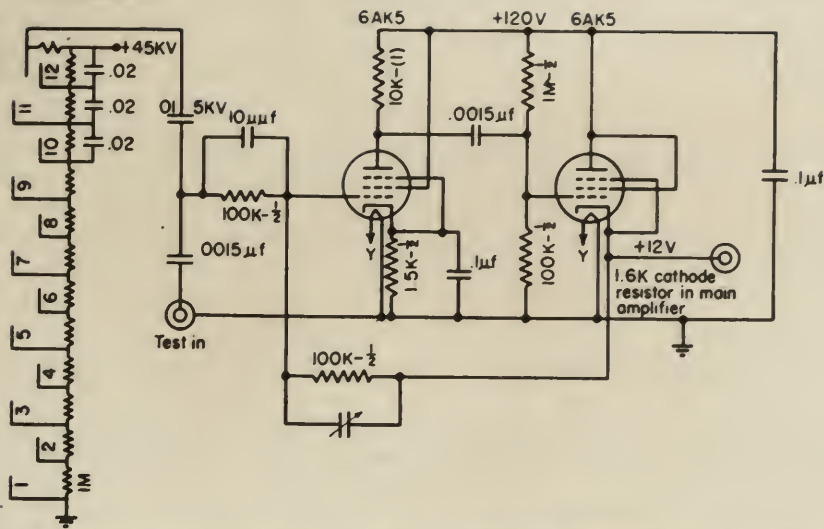 6AK5
+120V
6AK5
+45KV
12
.02
11
.02
10
.02
9
8
7
6
5
4
3
2
1
1M
.01 5KV
10μμf
100K-½
.0015μf
Test in
10K-(1)
.0015μf
1M-½
Y
1.5K-½
.1μf
100K-½
Y
+12V
1.6K cathode
resistor in main
amplifier
.1μf
100K-½